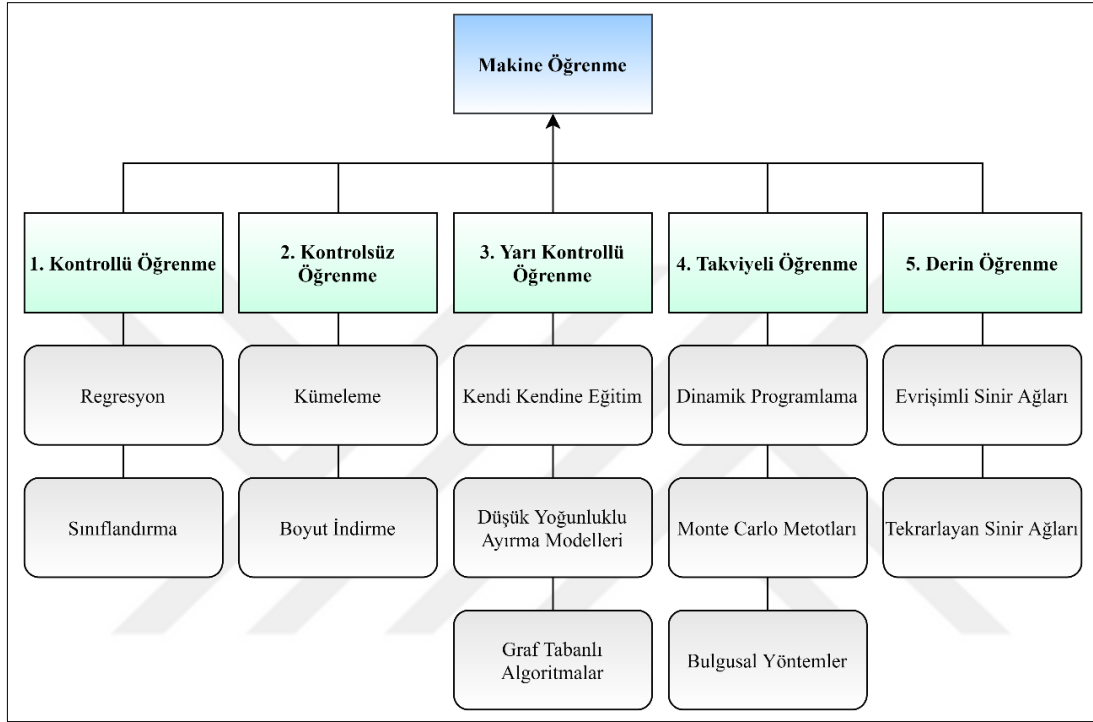 Makine Öğrenme
1. Kontrollü Öğrenme
2. Kontrolsüz
Öğrenme
3. Yarı Kontrollü
Öğrenme
4. Takviyeli Öğrenme
5. Derin Öğrenme
Regresyon
Kümeleme
Kendi Kendine Eğitim
Dinamik Programlama
Evrişimli Sinir Ağları
Sınıflandırma
Boyut İndirme
Düşük Yoğunluklu
Ayırma Modelleri
Monte Carlo Metotları
Tekrarlayan Sinir Ağları
Graf Tabanlı
Algoritmalar
Bulgusal Yöntemler